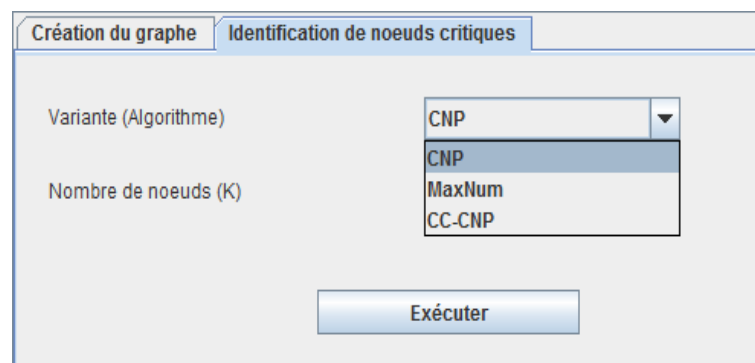 Création du graphe
Identification de noeuds critiques
Variante (Algorithme)
CNP
CNP
MaxNum
CC-CNP
Nombre de noeuds (K)
Exécuter